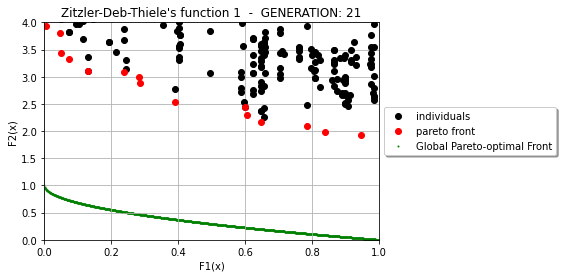 Zitzler-Deb-Thiele's function 1  -  GENERATION: 21
F2(x)
4.0
3.5
3.0
2.5
2.0
1.5
1.0
0.5
0.0
0.0 0.2 0.4 0.6 0.8 1.0
F1(x)
individuals
pareto front
Global Pareto-optimal Front